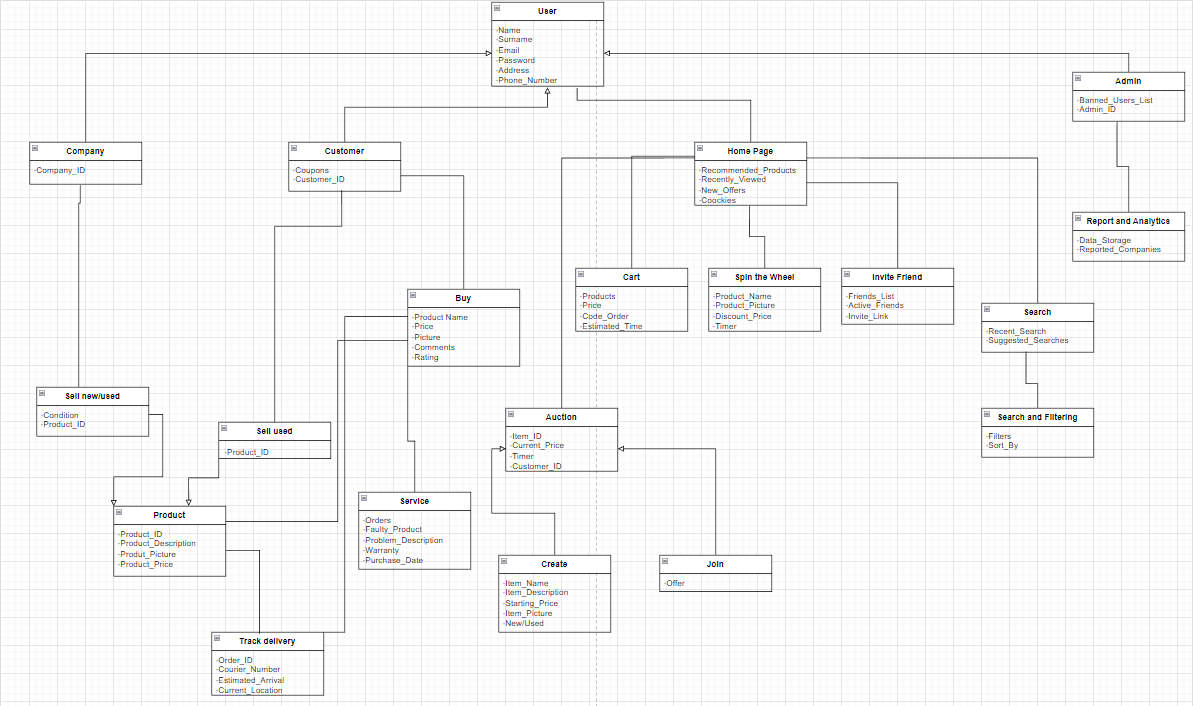 User
-Name
-Surname
-Email
-Password
-Address
-Phone_Number
Admin
-Banned_Users_List
-Admin_ID
Company
-Company_ID
Customer
-Coupons
-Customer_ID
Home Page
-Recommended_Products
-Recently_Viewed
-New_Offers
-Coockies
Report and Analytics
-Data_Storage
-Reported_Companies
Cart
-Products
-Price
-Code_Order
-Estimated_Time
Spin the Wheel
-Product_Name
-Product_Picture
-Discount_Price
-Timer
Invite Friend
-Friends_List
-Active_Friends
-Invite_Link
Buy
-Product Name
-Price
-Picture
-Comments
-Rating
Search
-Recent_Search
-Suggested_Searches
Sell new/used
-Condition
-Product_ID
Sell used
-Product_ID
Auction
-Item_ID
-Current_Price
-Timer
-Customer_ID
Search and Filtering
-Filters
-Sort_By
Product
-Product_ID
-Product_Description
-Produt_Picture
-Product_Price
Service
-Orders
-Faulty_Product
-Problem_Description
-Warranty
-Purchase_Date
Create
-Item_Name
-Item_Description
-Starting_Price
-Item_Picture
-New/Used
Join
-Offer
Track delivery
-Order_ID
-Courier_Number
-Estimated_Arrival
-Current_Location